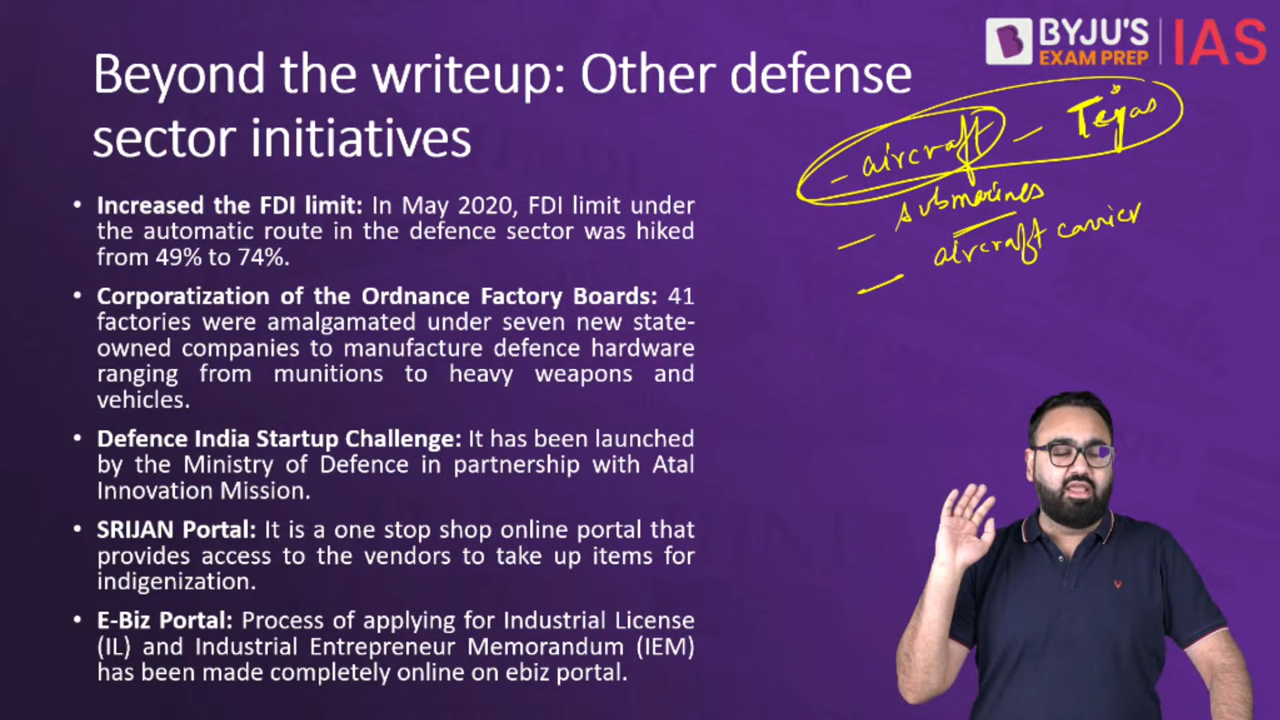 BYJU'S
EXAM PREP
IAS
Beyond the writeup: Other defense
sector initiatives
- aircraft - Tejas
- submarines
- aircraft carrier
• Increased the FDI limit: In May 2020, FDI limit under
the automatic route in the defence sector was hiked
from 49% to 74%.
• Corporatization of the Ordnance Factory Boards: 41
factories were amalgamated under seven new state-
owned companies to manufacture defence hardware
ranging from munitions to heavy weapons and
vehicles.
• Defence India Startup Challenge: It has been launched
by the Ministry of Defence in partnership with Atal
Innovation Mission.
• SRIJAN Portal: It is a one stop shop online portal that
provides access to the vendors to take up items for
indigenization.
• E-Biz Portal: Process of applying for Industrial License
(IL) and Industrial Entrepreneur Memorandum (IEM)
has been made completely online on ebiz portal.